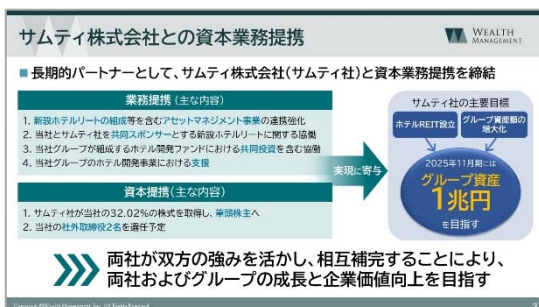 サムティ株式会社との資本業務提携
WEALTH
MANAGEMENT
■長期的パートナーとして、サムティ株式会社(サムティ社)と資本業務提携を締結
業務提携(主な内容)
1. 新設ホテルリートの組成等を含むアセットマネジメント事業の連携強化
2. 当社とサムティ社を共同スポンサーとする新設ホテルリートに関する協働
3. 当社グループが組成するホテル開発ファンドにおける共同投資を含む協働
4. 当社グループのホテル開発事業における支援
資本提携(主な内容)
1. サムティ社が当社の32.02%の株式を取得し、筆頭株主へ
2. 当社の社外取締役2名を選任予定
実現に寄与
サムティ社の主要目標
ホテルREIT設立
グループ資産額の
増大化
2025年11月期には
グループ資産
1兆円
を目指す
両社が双方の強みを活かし、相互補完することにより、
両社およびグループの成長と企業価値向上を目指す
Copyright ©Wealth Management, Inc. All Rights Reserved.